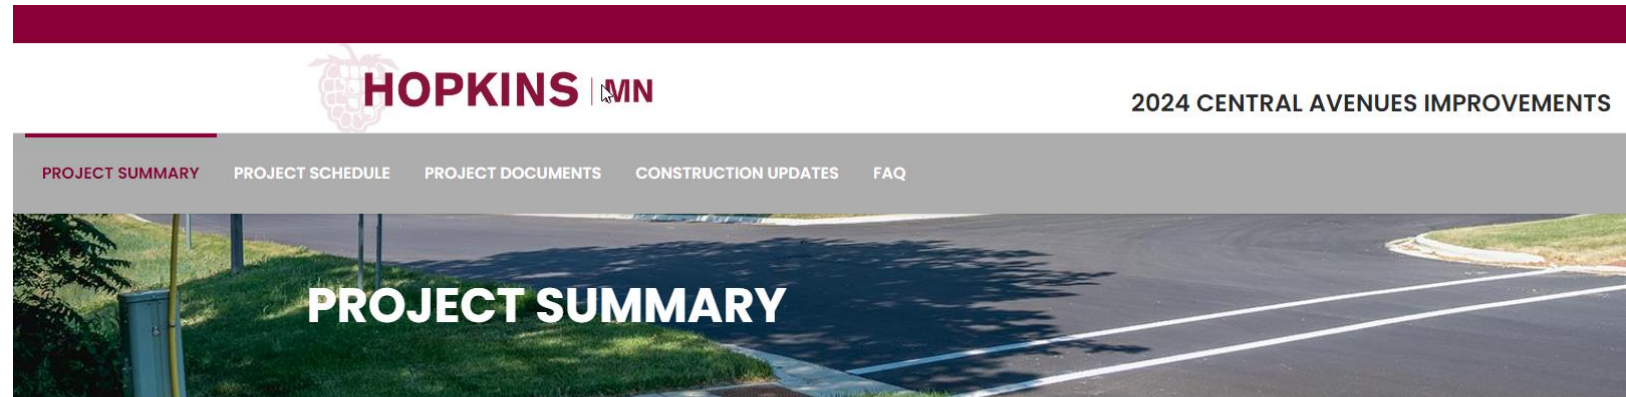 HOPKINS | MN
2024 CENTRAL AVENUES IMPROVEMENTS
PROJECT SUMMARY PROJECT SCHEDULE PROJECT DOCUMENTS CONSTRUCTION UPDATES FAQ
PROJECT SUMMARY